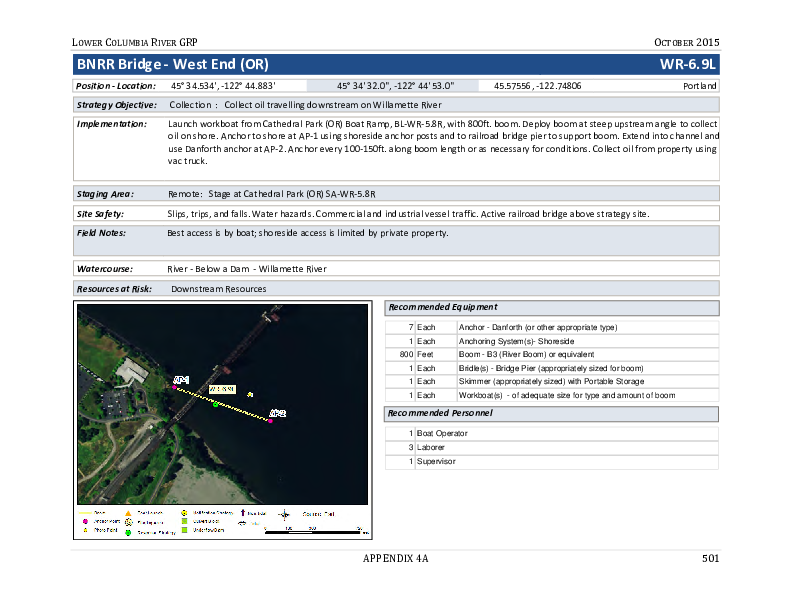 LOWER COLUMBIA RIVER GRP OCTOBER 2015
BNRR Bridge - West End (OR) WR-6.9L
Position - Location: 45° 34.534', -122° 44.883' 45° 34' 32.0", -122° 44' 53.0" 45.57556, -122.74806 Portland
Strategy Objective: Collection : Collect oil travelling downstream on Willamette River
Implementation: Launch workboat from Cathedral Park (OR) Boat Ramp, BL-WR-5.8R, with 800ft. boom. Deploy boom at steep upstream angle to collect
oil on shore. Anchor to shore at AP-1 using shoreside anchor posts and to railroad bridge pier to support boom. Extend into channel and
use Danforth anchor at AP-2. Anchor every 100-150ft. along boom length or as necessary for conditions. Collect oil from property using
vac truck.
Staging Area: Remote: Stage at Cathedral Park (OR) SA-WR-5.8R
Site Safety: Slips, trips, and falls. Water hazards. Commercial and industrial vessel traffic. Active railroad bridge above strategy site.
Field Notes: Best access is by boat; shoreside access is limited by private property.
Watercourse: River - Below a Dam - Willamette River
Resources at Risk: Downstream Resources
Recommended Equipment
7 Each Anchor - Danforth (or other appropriate type)
1 Each Anchoring System(s)- Shoreside
800 Feet Boom - B3 (River Boom) or equivalent
1 Each Bridle(s) - Bridge Pier (appropriately sized for boom)
1 Each Skimmer (appropriately sized) with Portable Storage
1 Each Workboat(s) - of adequate size for type and amount of boom
Recommended Personnel
1 Boat Operator
3 Laborer
1 Supervisor
AP-1
WR-6.9L
AP-2
Anchor Point
Photo Point
Notification Strategy
Underflow Dam
APPENDIX 4A 501